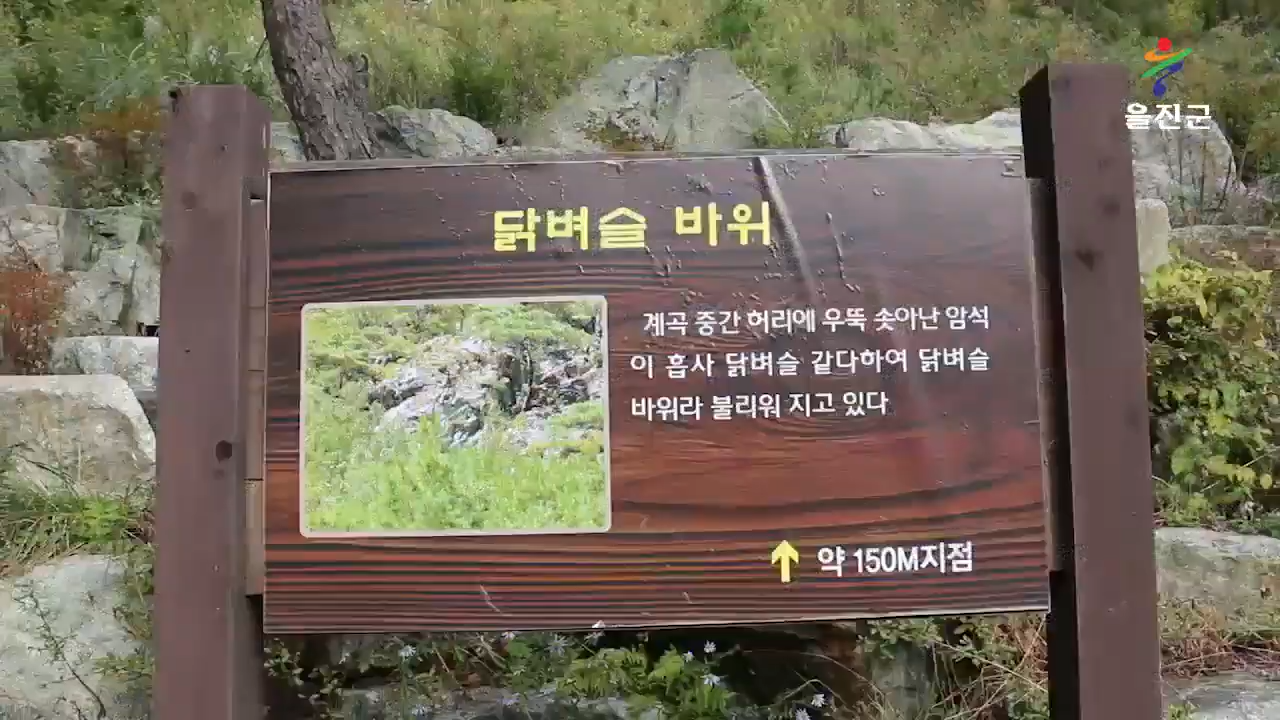 울진군
닭벼슬 바위
계곡 중간 허리에 우뚝 솟아난 암석
이 흡사 닭벼슬 같다하여 닭벼슬
바위라 불리워 지고 있다
약 150M지점